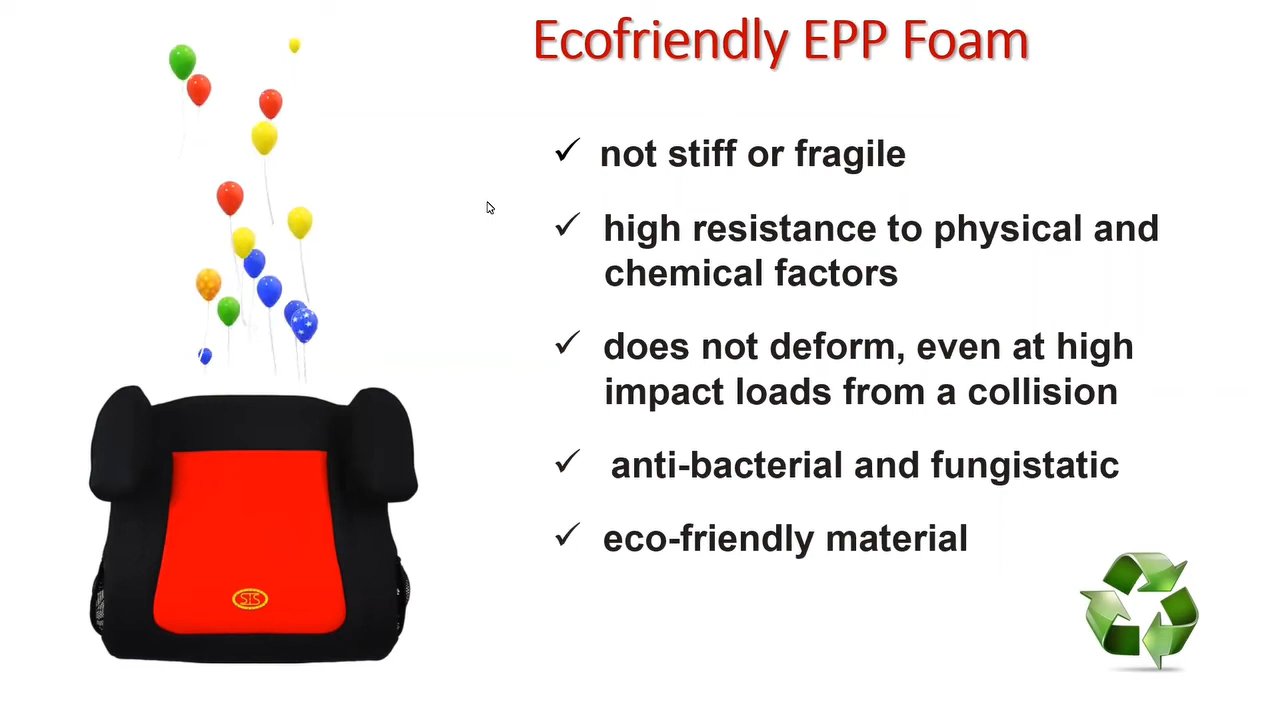 Ecofriendly EPP Foam
✓ not stiff or fragile
✓ high resistance to physical and
chemical factors
✓ does not deform, even at high
impact loads from a collision
✓ anti-bacterial and fungistatic
✓ eco-friendly material
STS